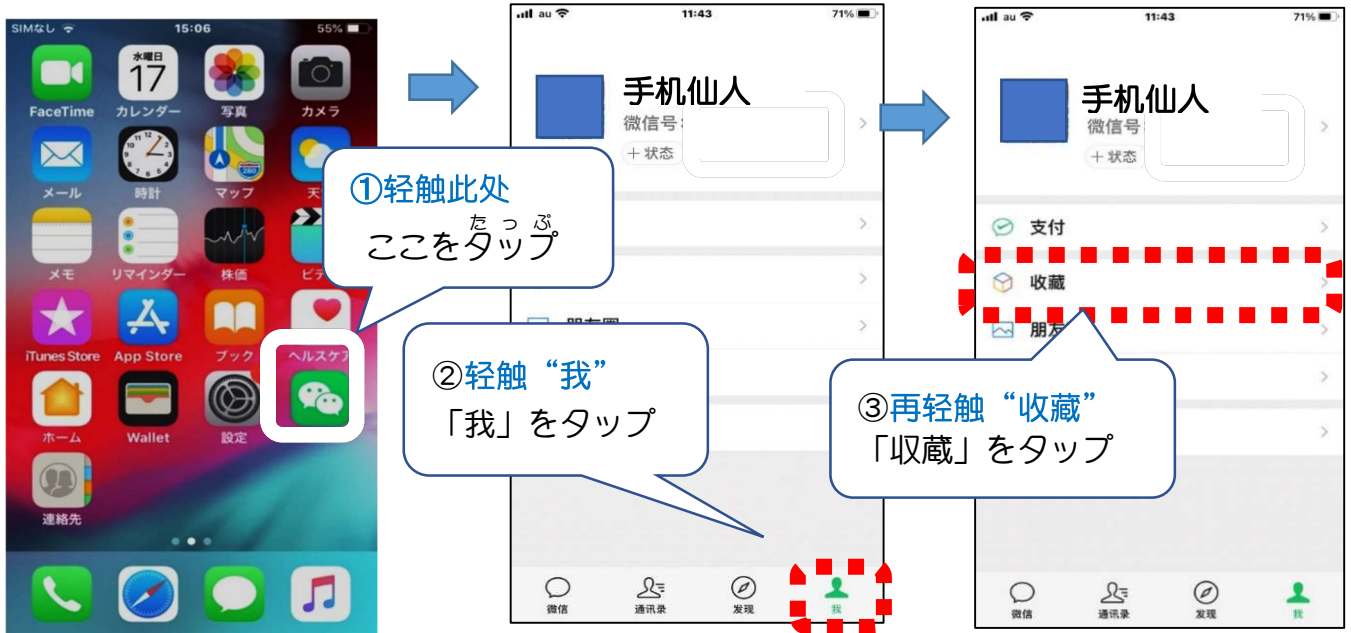 SIMなし 15:06 55%
水曜日
17
FaceTime カレンダー 写真 カメラ
メール 時計 マップ
280
メモ リマインダー 株価
iTunes Store App Store ブック ヘルスケア
ホーム Wallet 設定
連絡先
①轻触此处
たっぷ
ここをタップ
au 11:43 71%
手机仙人
微信号:
+ 状态
②轻触“我”
「我」をタップ
微信 通讯录 发现 我
au 11:43 71%
手机仙人
微信号
+ 状态
支付
收藏
朋友
③再轻触“收藏”
「収蔵」をタップ
微信 通讯录 发现 我